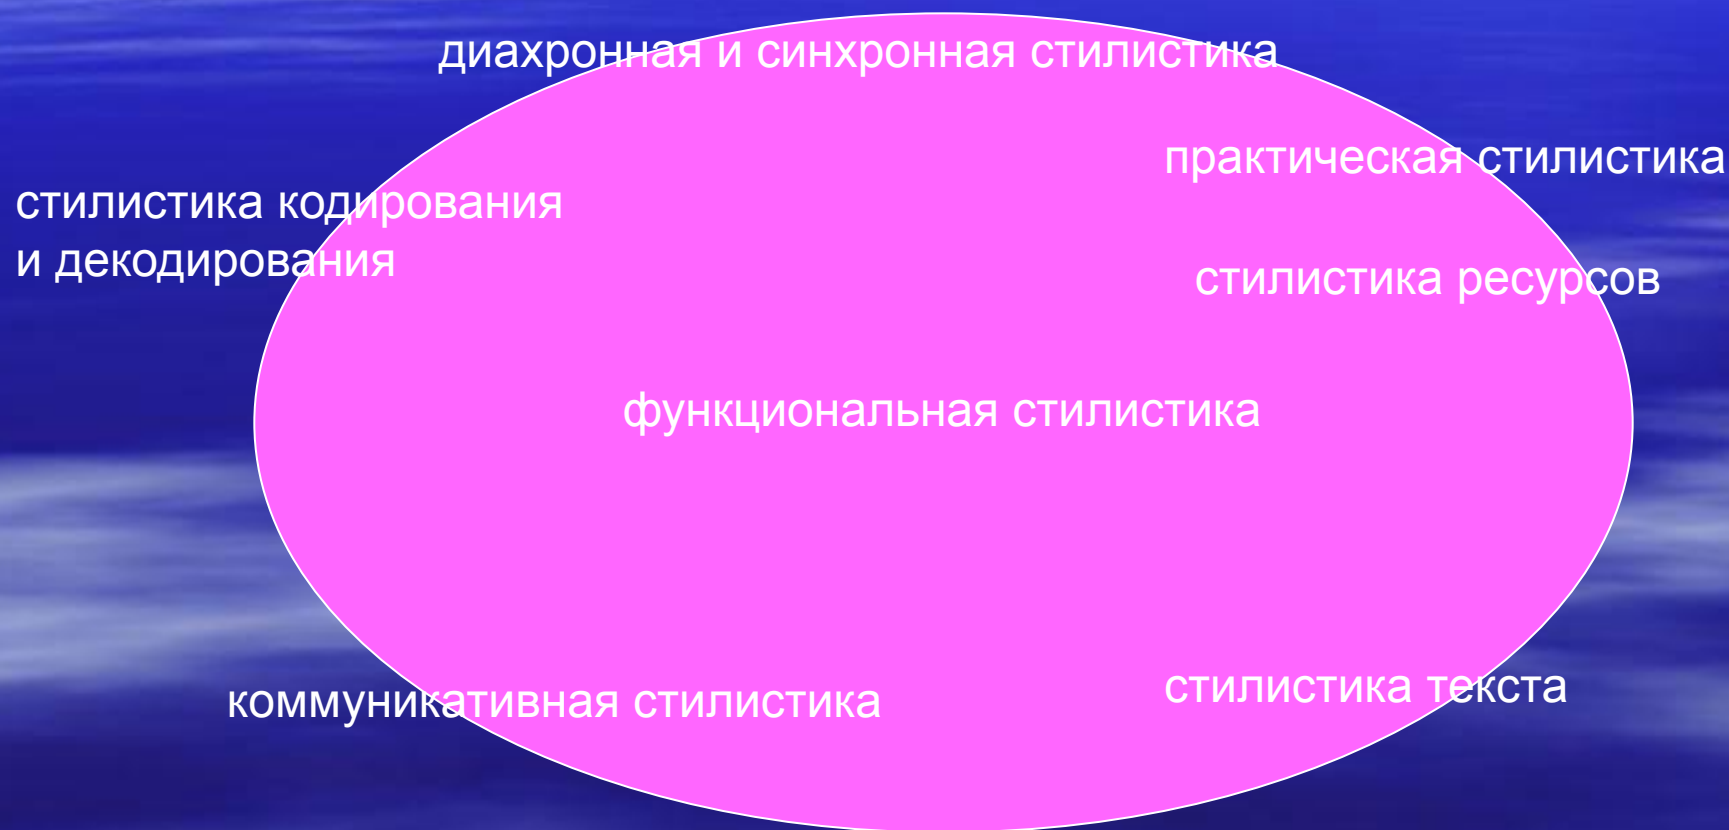 диахронная и синхронная стилистика
практическая стилистика
стилистика кодирования
и декодирования
стилистика ресурсов
функциональная стилистика
коммуникативная стилистика
стилистика текста